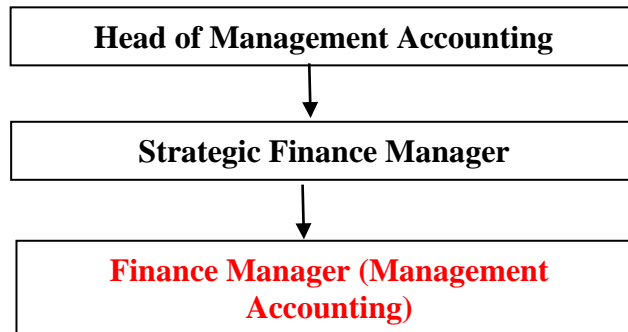 Head of Management Accounting
Strategic Finance Manager
Finance Manager (Management
Accounting)